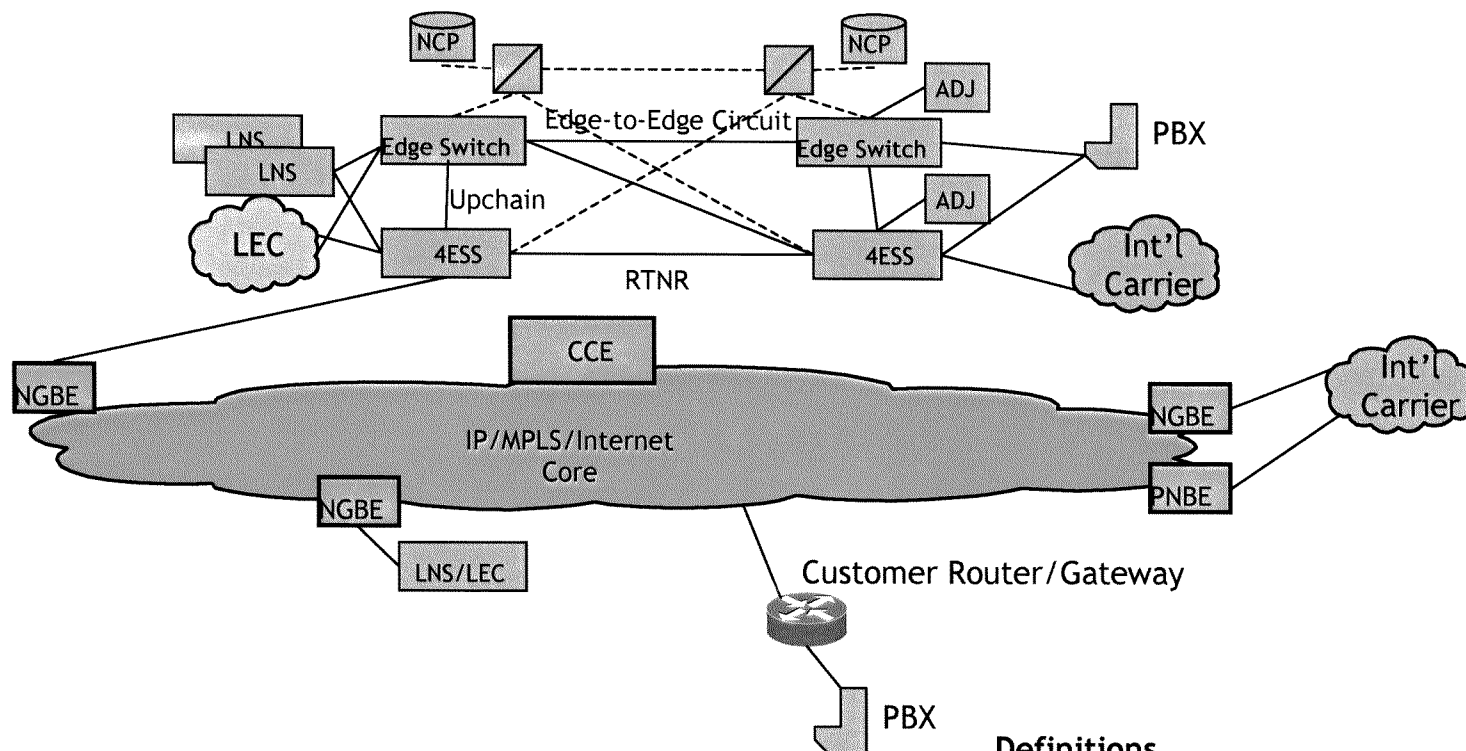 NCP
NCP
ADJ
LNS
LNS
Edge Switch
Edge-to-Edge Circuit
Edge Switch
PBX
Upchain
ADJ
LEC
4ESS
RTNR
4ESS
Int'l
Carrier
CCE
NGBE
IP/MPLS/Internet
Core
NGBE
Int'l
Carrier
NGBE
PNBE
LNS/LEC
Customer Router/Gateway
PBX
Definitions